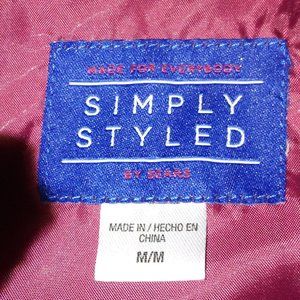 MADE FOR EVERYBODY
SIMPLY
STYLED
BY SEARS
MADE IN / HECHO EN
CHINA
M/M